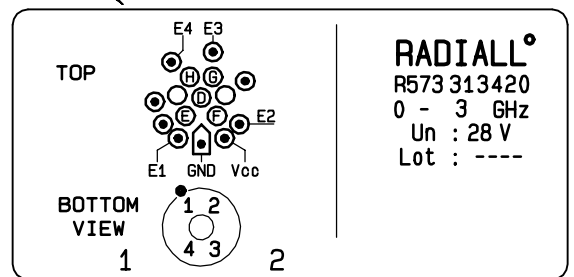 E4 E3
TOP
H G
D
E F
E2
E1 GND Vcc
BOTTOM
VIEW
1 2
4 3
1 2
RADIALL°
R573 313420
0 - 3 GHz
Un : 28 V
Lot : ----